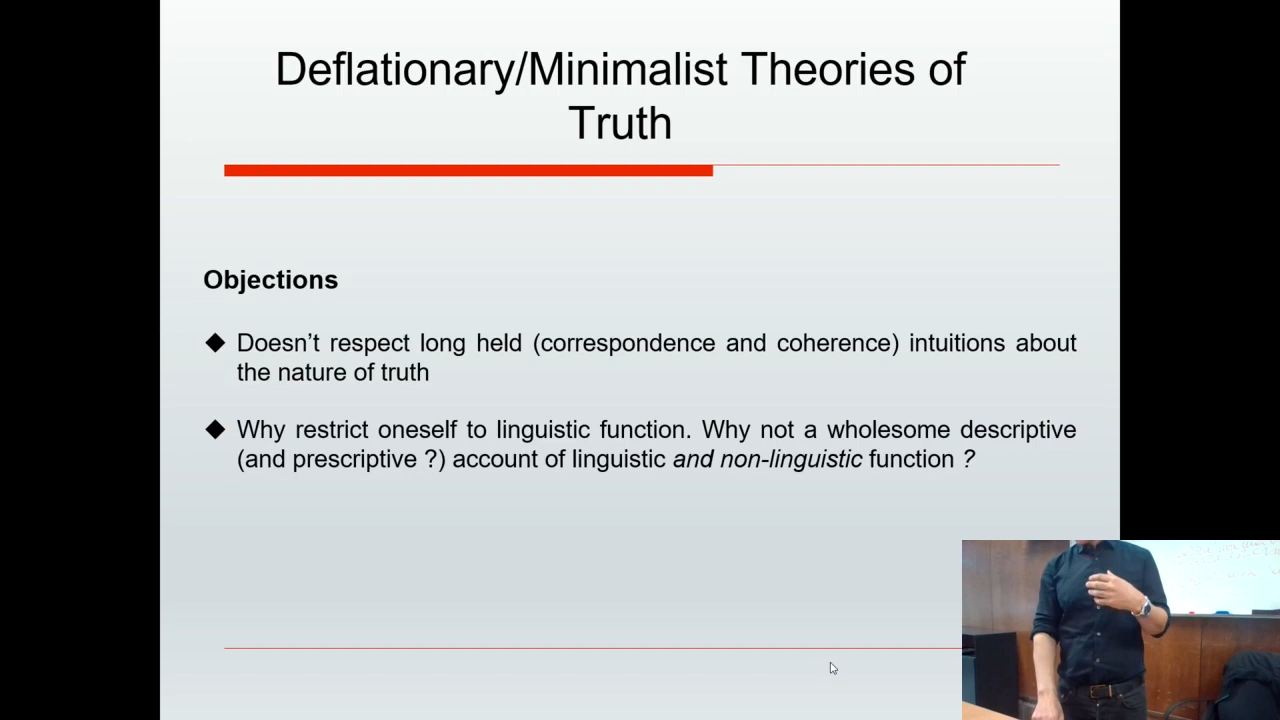 Deflationary/Minimalist Theories of
Truth
Objections
◆ Doesn’t respect long held (correspondence and coherence) intuitions about
the nature of truth
◆ Why restrict oneself to linguistic function. Why not a wholesome descriptive
(and prescriptive ?) account of linguistic and non-linguistic function ?